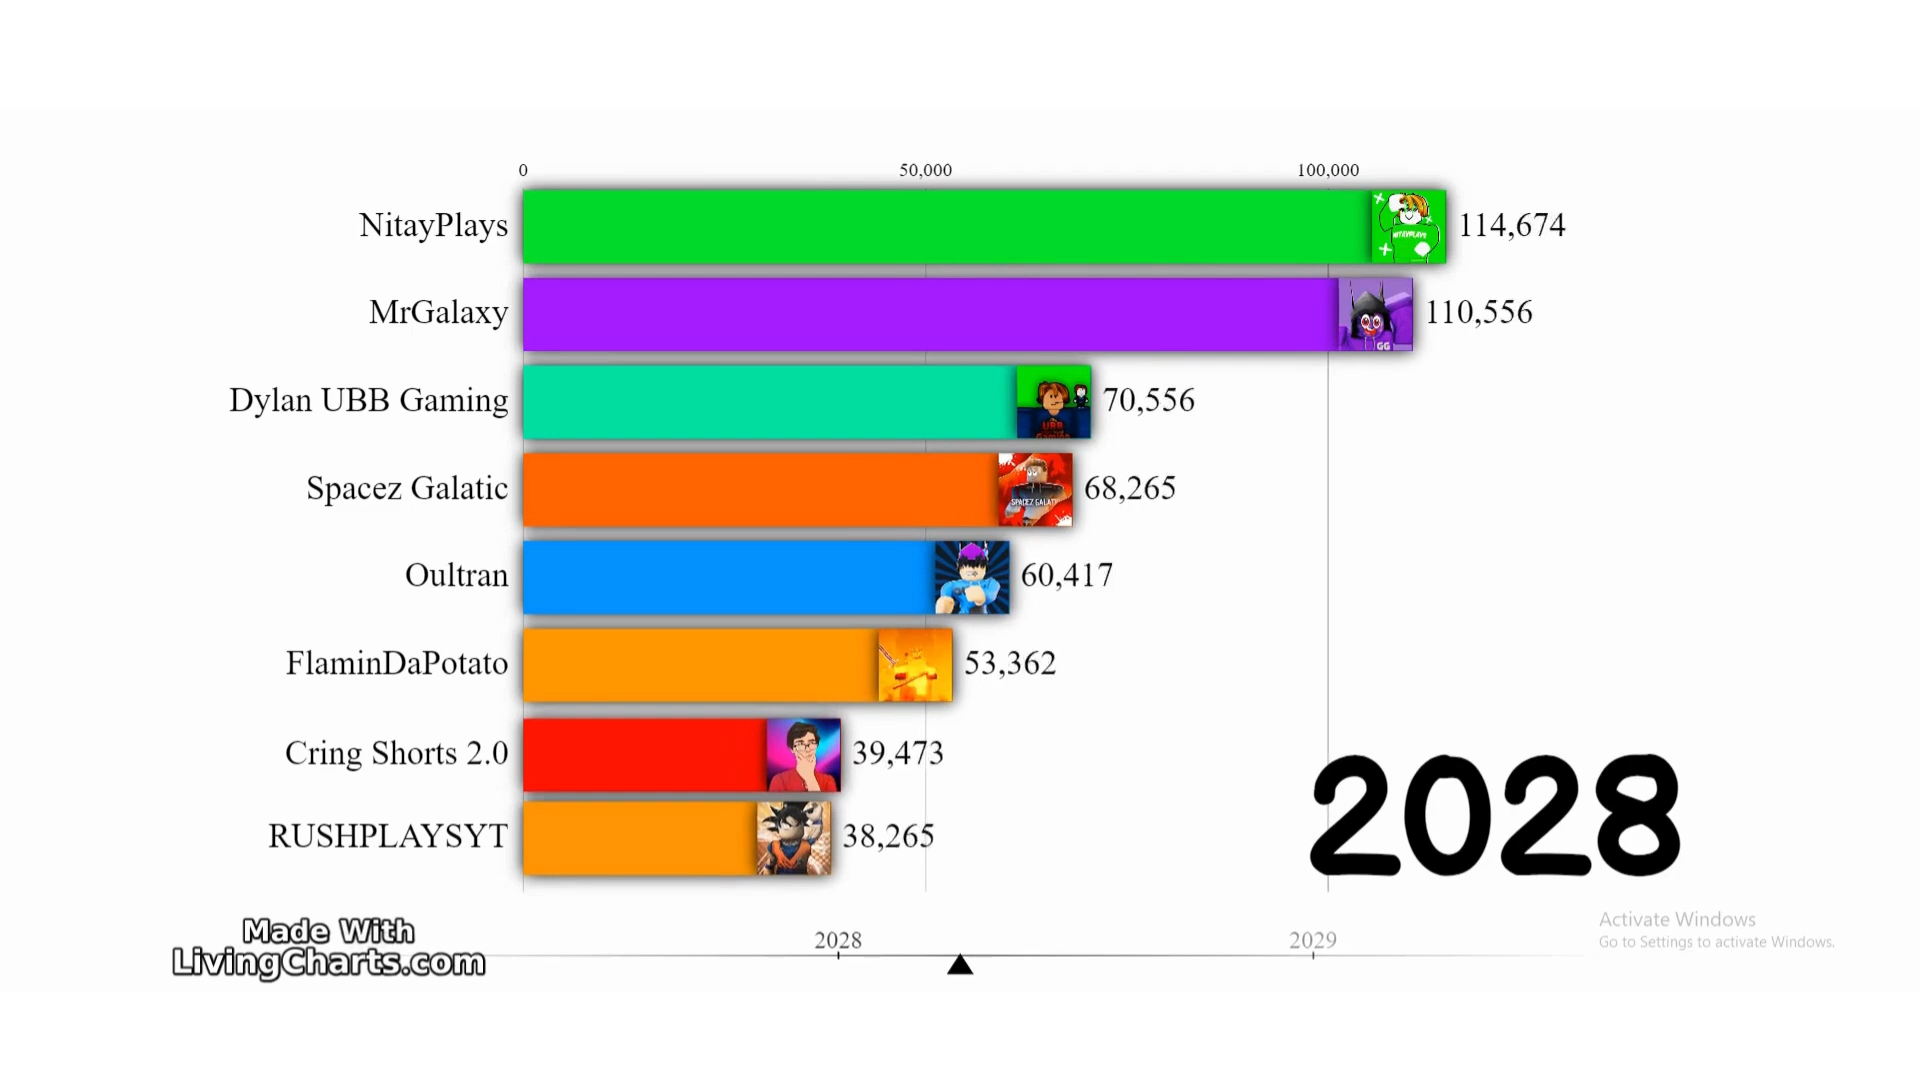 0 50,000 100,000
NitayPlays 114,674
MrGalaxy 110,556
GG
Dylan UBB Gaming 70,556
UBB
Spacez Galatic 68,265
Oultran 60,417
FlaminDaPotato 53,362
Cring Shorts 2.0 39,473
RUSHPLAYSYT 38,265
2028
Activate Windows
Go to Settings to activate Windows.
2028 2029
Made With
LivingCharts.com